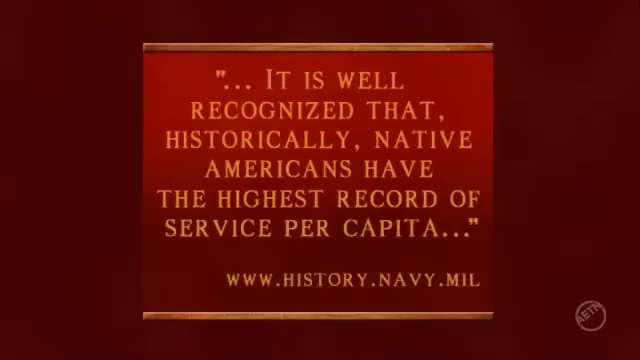 "... IT IS WELL
RECOGNIZED THAT,
HISTORICALLY, NATIVE
AMERICANS HAVE
THE HIGHEST RECORD OF
SERVICE PER CAPITA..."
WWW.HISTORY.NAVY.MIL
AETN